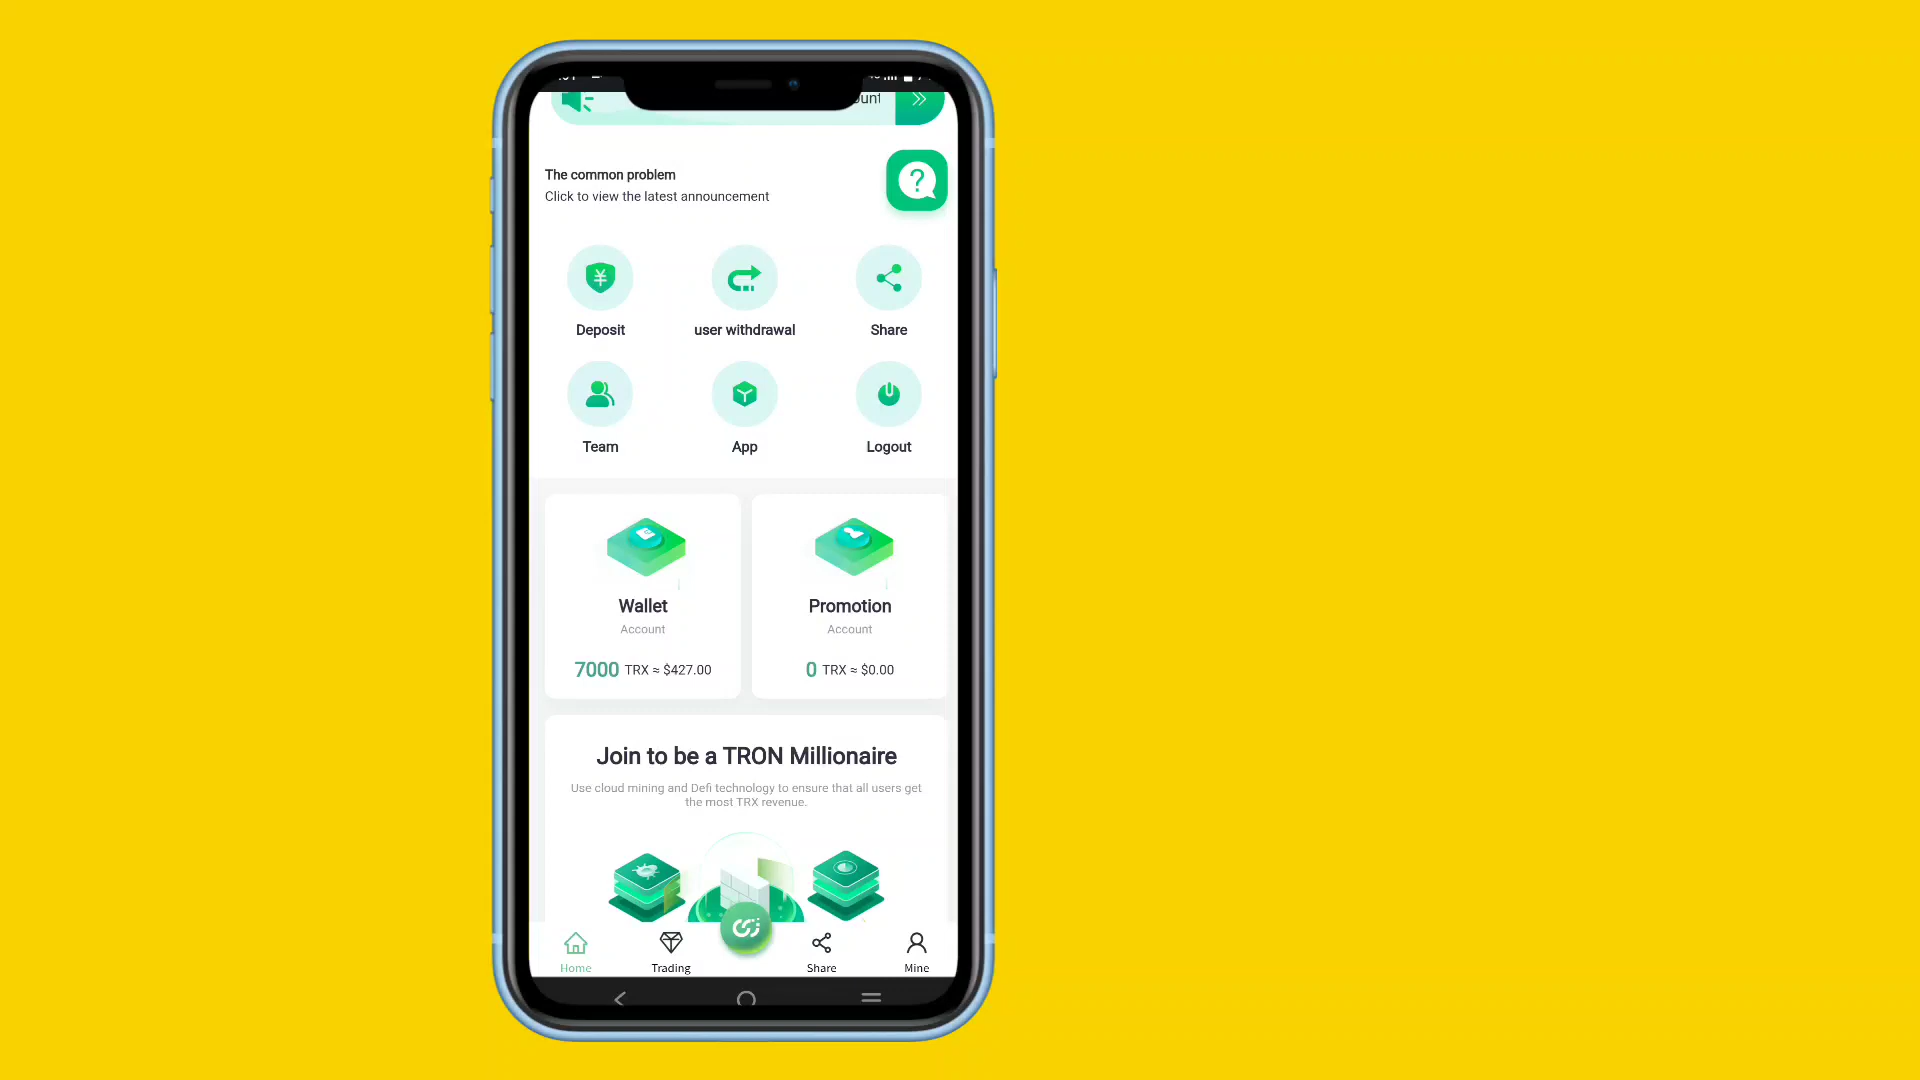 The common problem
Click to view the latest announcement
Deposit
user withdrawal
Share
Team
App
Logout
Wallet
Account
7000 TRX ≈ $427.00
Promotion
Account
0 TRX ≈ $0.00
Join to be a TRON Millionaire
Use cloud mining and Defi technology to ensure that all users get
the most TRX revenue.
Home
Trading
Share
Mine